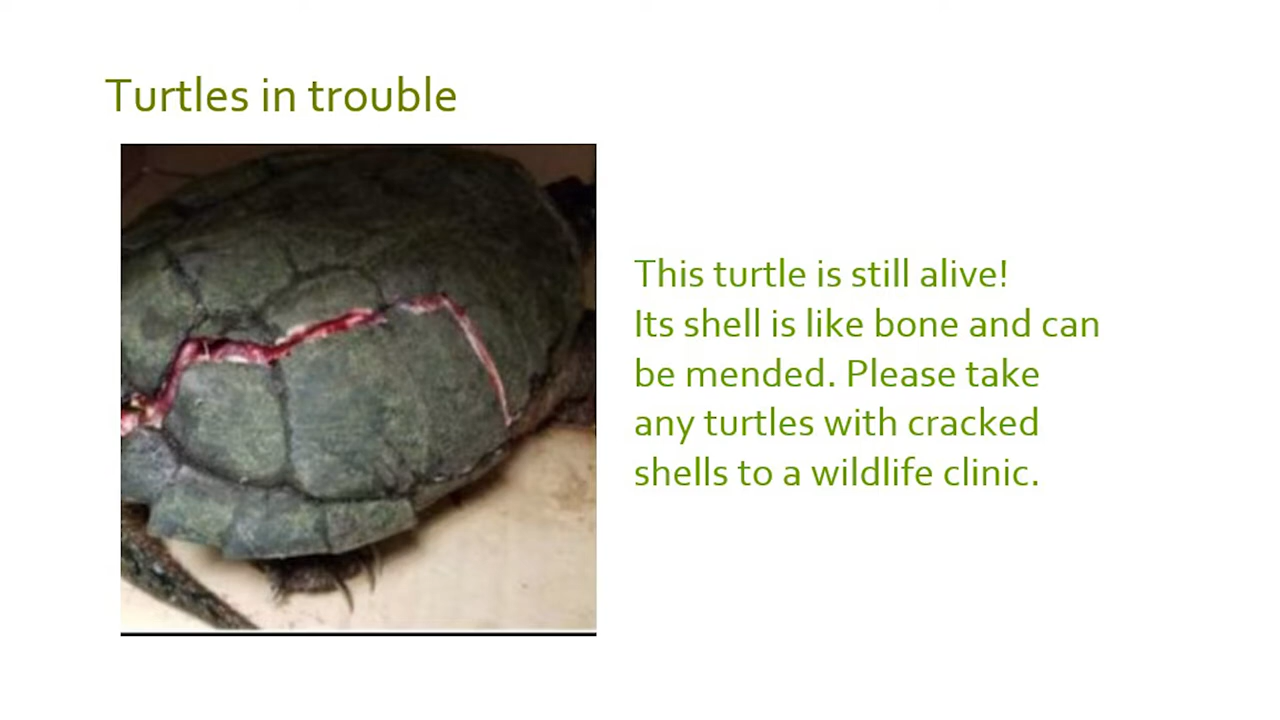 Turtles in trouble
This turtle is still alive!
Its shell is like bone and can
be mended. Please take
any turtles with cracked
shells to a wildlife clinic.